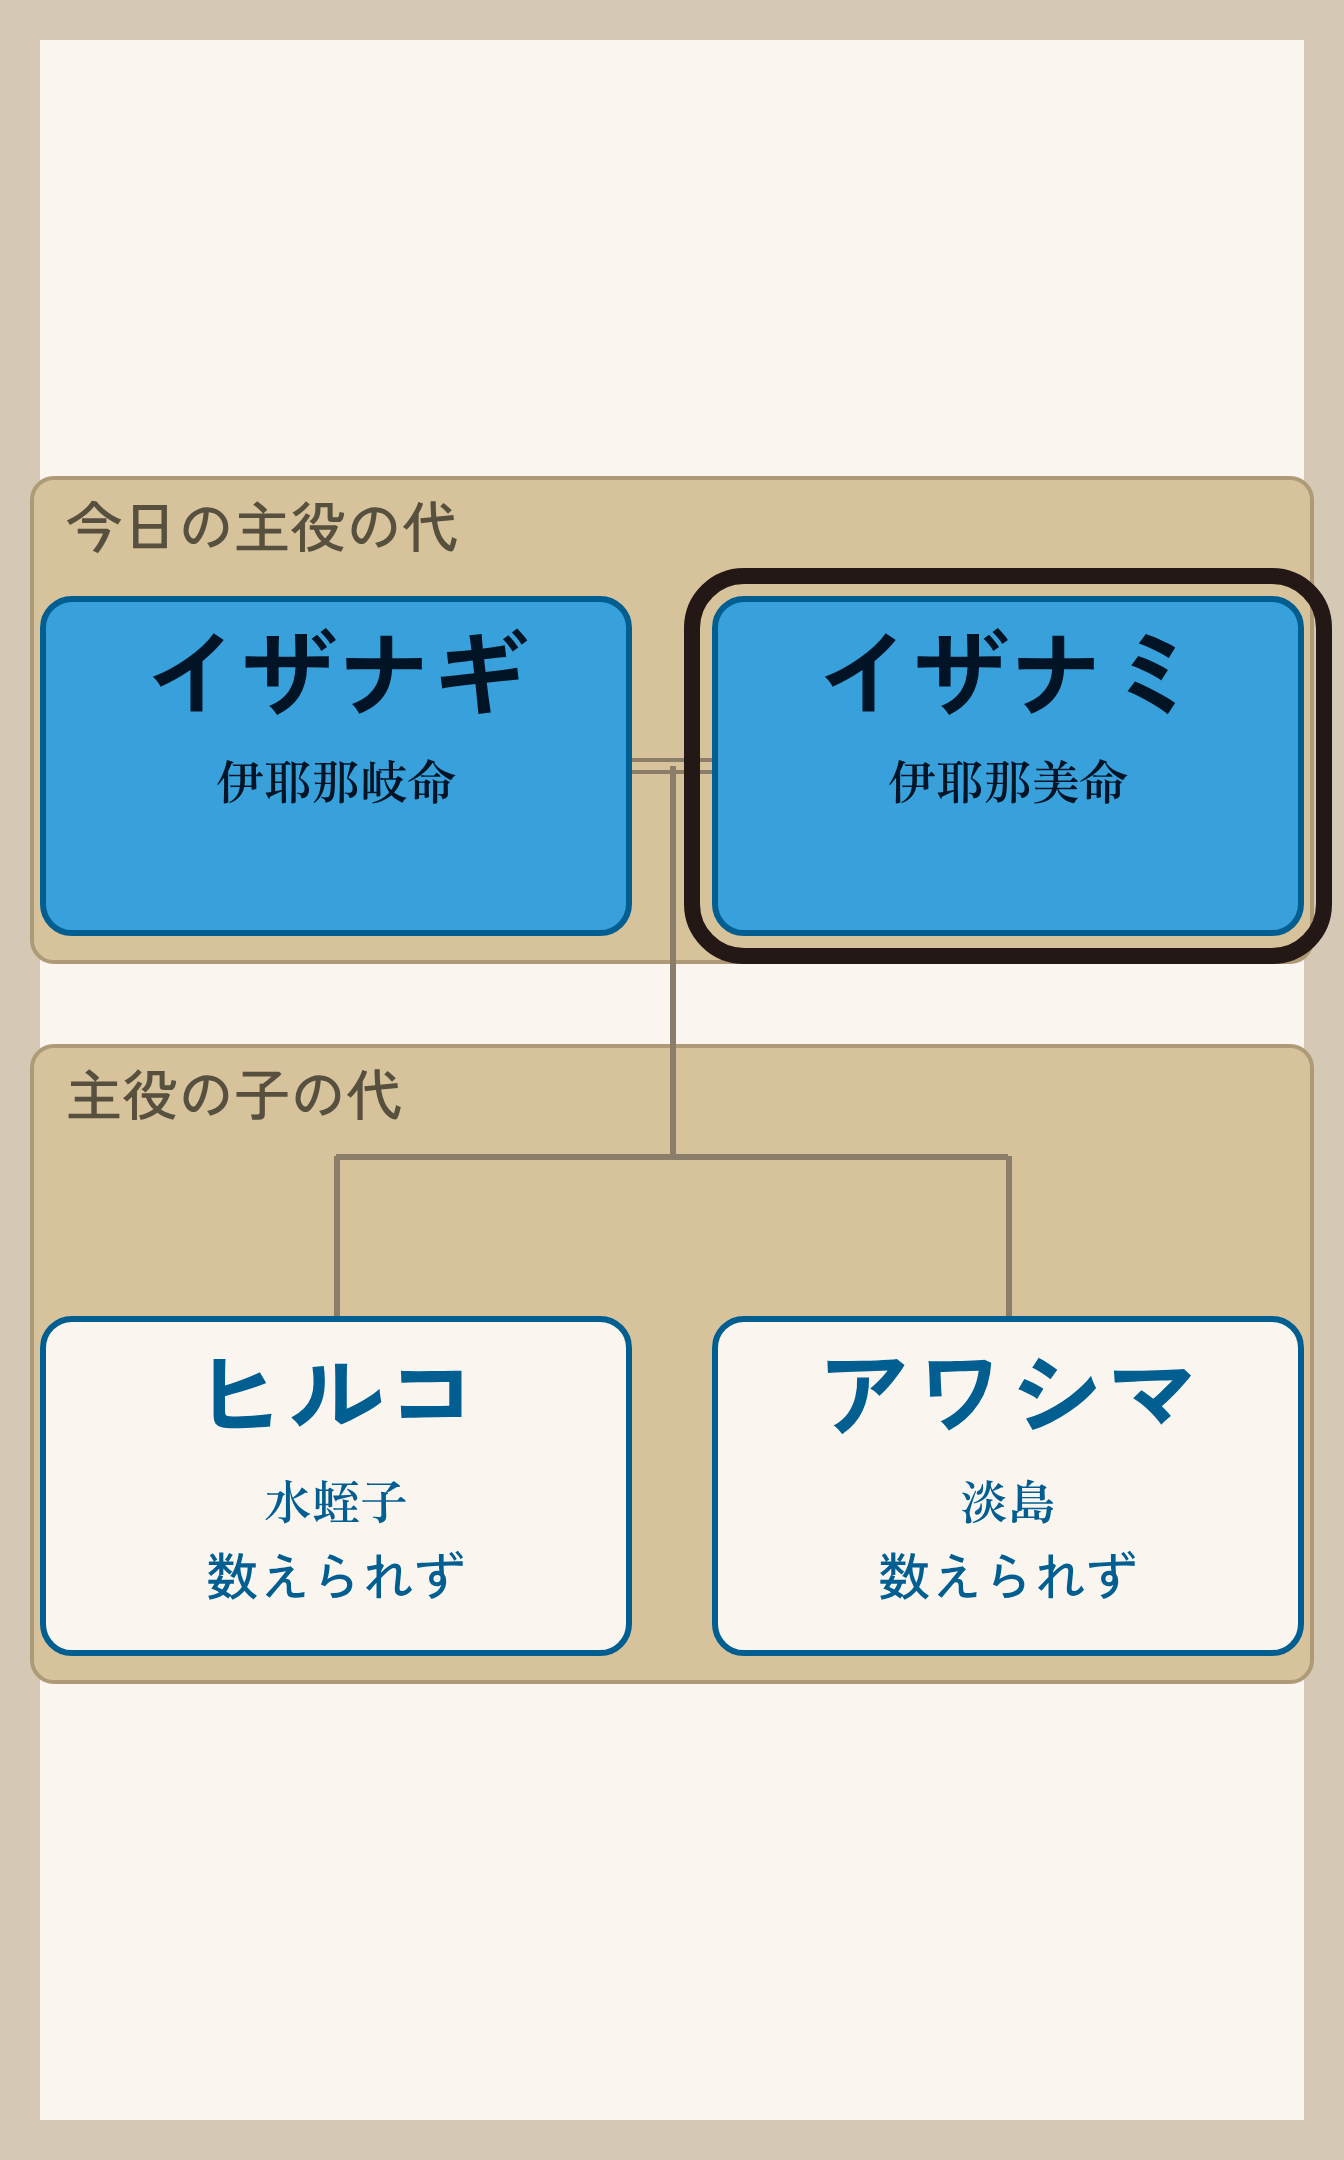 今日の主役の代
イザナギ
伊耶那岐命
イザナミ
伊耶那美命
主役の子の代
ヒルコ
水蛭子
数えられず
アワシマ
淡島
数えられず